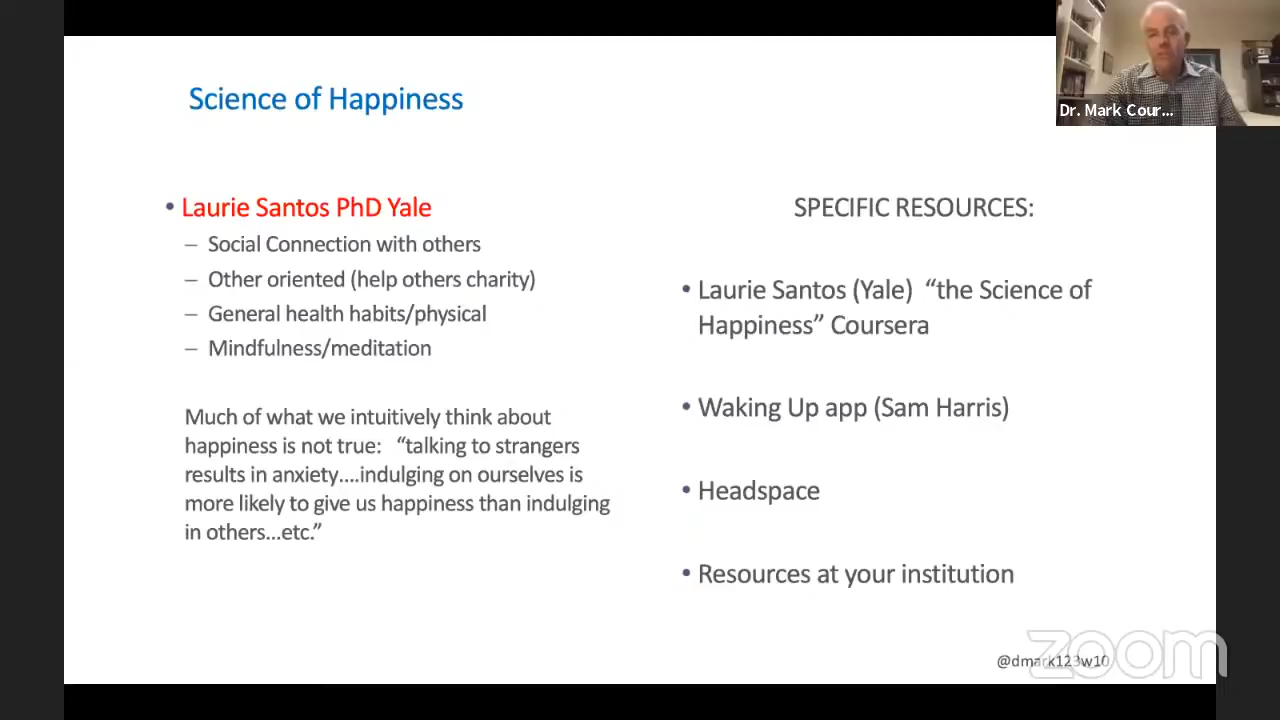 Science of Happiness
Dr. Mark Cour...
• Laurie Santos PhD Yale
– Social Connection with others
– Other oriented (help others charity)
– General health habits/physical
– Mindfulness/meditation
Much of what we intuitively think about
happiness is not true: “talking to strangers
results in anxiety....indulging on ourselves is
more likely to give us happiness than indulging
in others...etc.”
SPECIFIC RESOURCES:
• Laurie Santos (Yale) “the Science of
Happiness” Coursera
• Waking Up app (Sam Harris)
• Headspace
• Resources at your institution
@dmark123w10
zoom